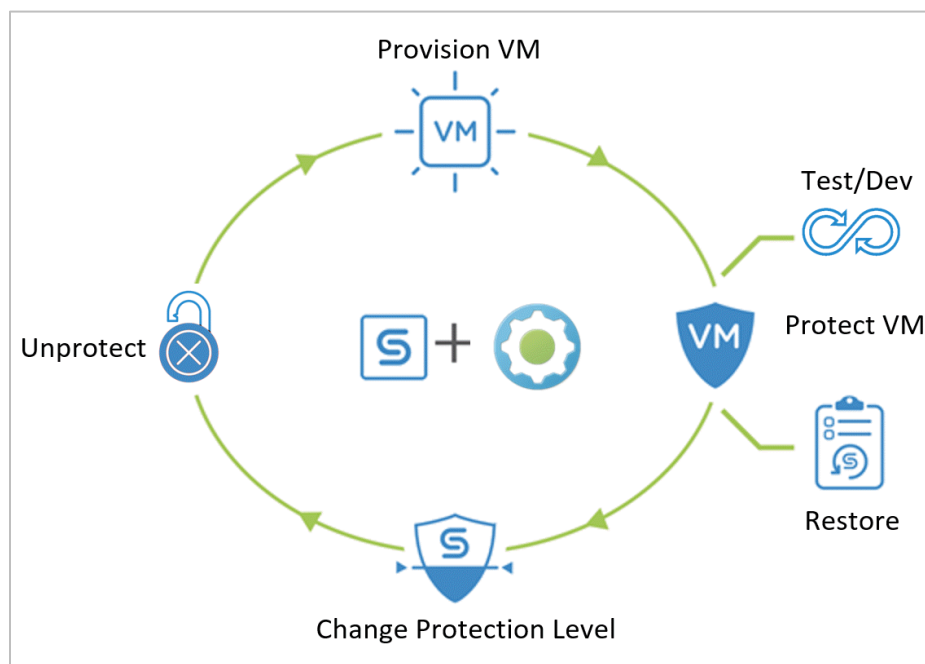 Provision VM
VM
Test/Dev
VM
Protect VM
Unprotect
S
+
S
Restore
S
Change Protection Level